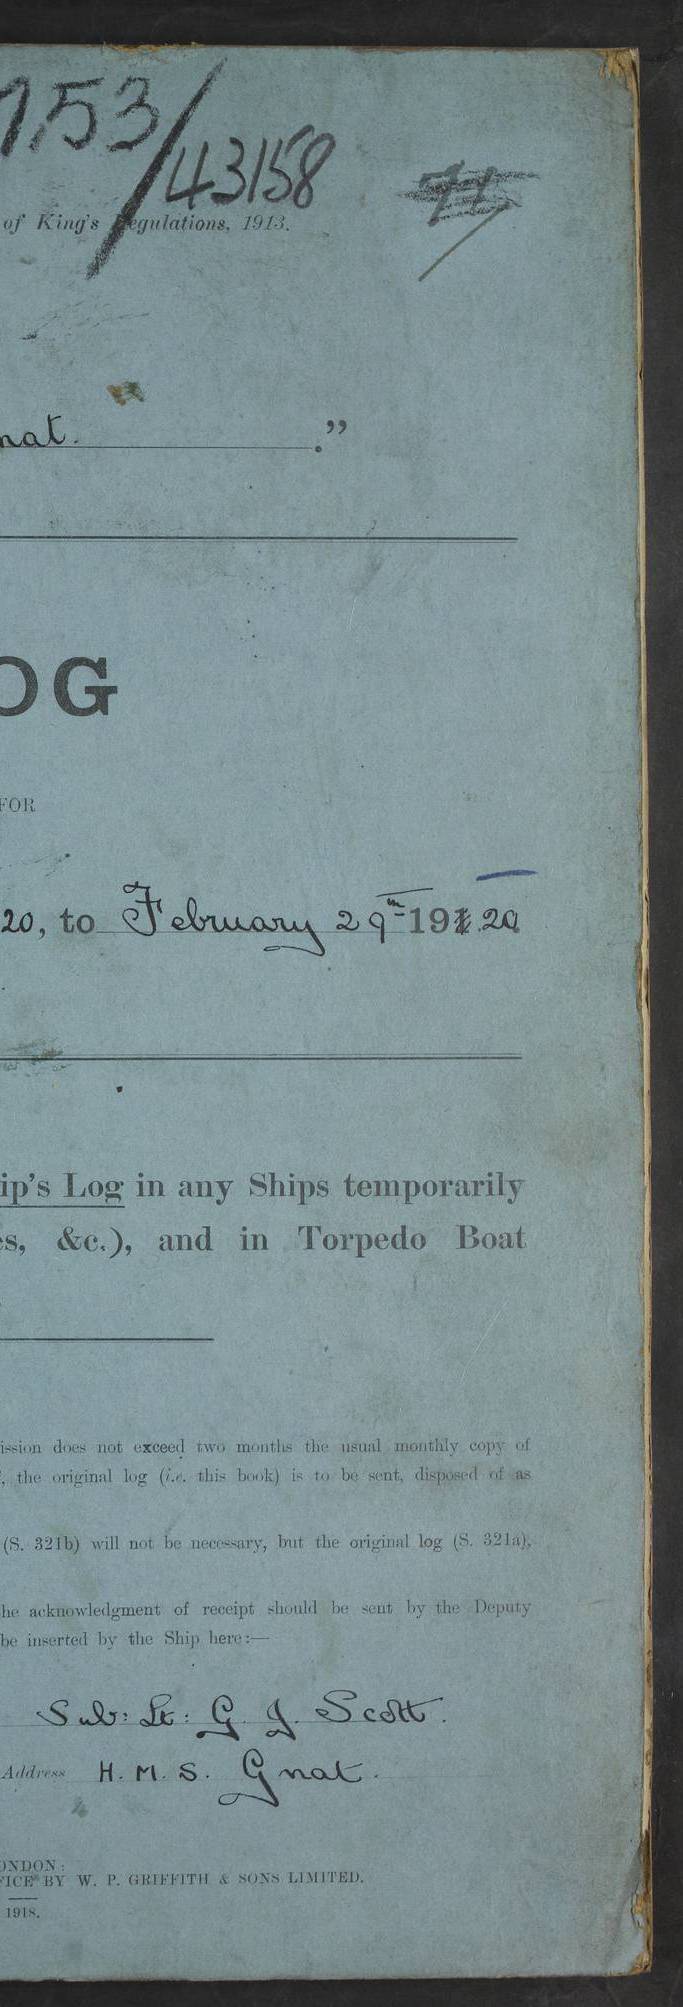 153/43158
71
of King's Regulations, 1913.
nat. ."
OG
FOR
20, to February 29th 191 20
ip's Log in any Ships temporarily
s, &c.), and in Torpedo Boat
ission does not exceed two months the usual monthly copy of
, the original log (i.e. this book) is to be sent, disposed of as
(S. 321b) will not be necessary, but the original log (S. 321a),
he acknowledgment of receipt should be sent by the Deputy
be inserted by the Ship here:—
Sub: Lt: G. J. Scott.
Address H. M. S. Gnat.
ONDON:
FICE BY W. P. GRIFFITH & SONS LIMITED.
1918.